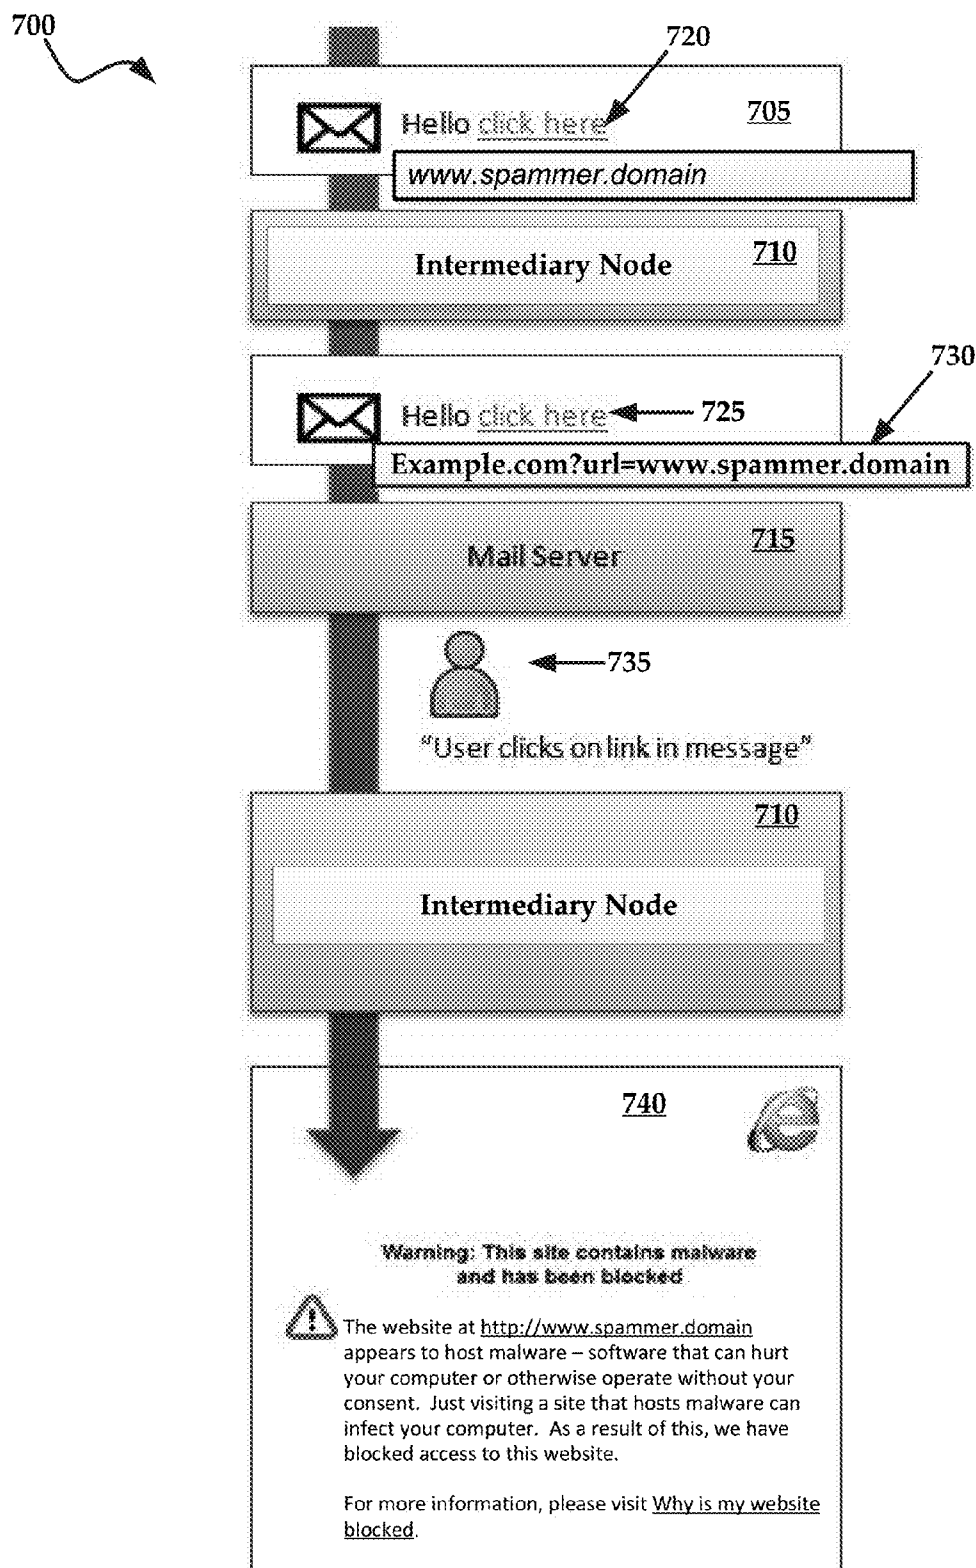 700
720
Hello click here
705
www.spammer.domain
Intermediary Node
710
730
Hello click here
725
Example.com?url=www.spammer.domain
Mail Server
715
735
"User clicks on link in message"
710
Intermediary Node
740
Warning: This site contains malware
and has been blocked
The website at http://www.spammer.domain
appears to host malware – software that can hurt
your computer or otherwise operate without your
consent. Just visiting a site that hosts malware can
infect your computer. As a result of this, we have
blocked access to this website.
For more information, please visit Why is my website
blocked.